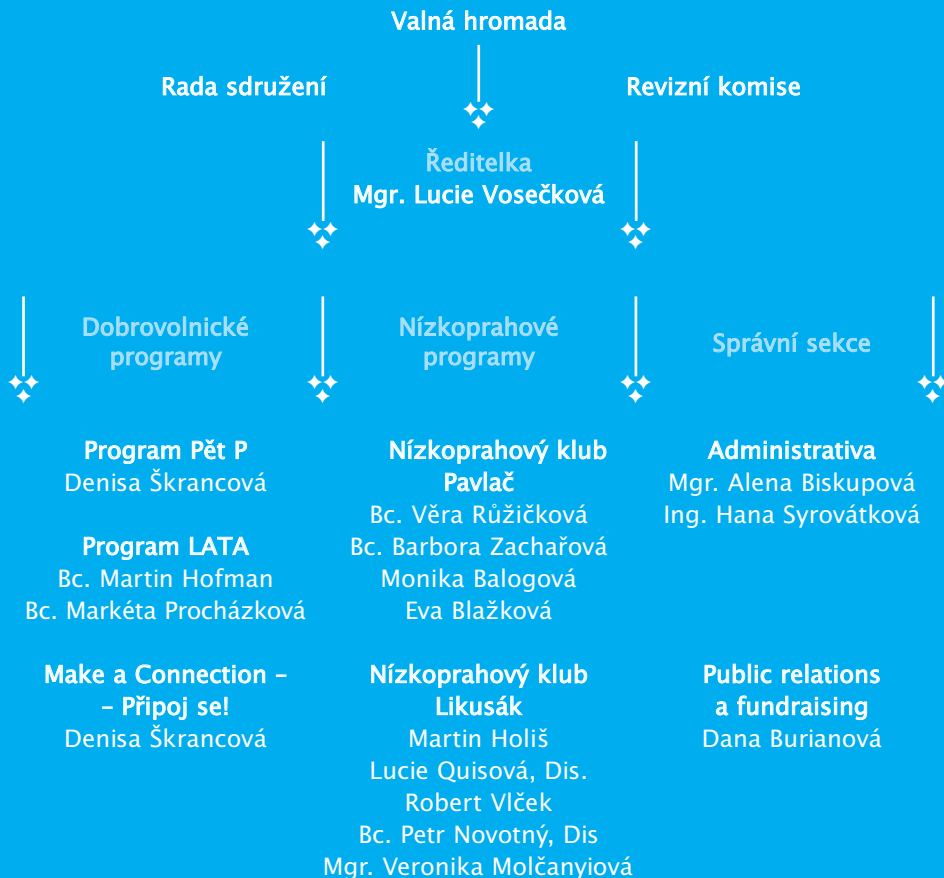 Valná hromada
Rada sdružení
Revizní komise
Ředitelka
Mgr. Lucie Vosečková
Dobrovolnické
programy
Nízkoprahové
programy
Správní sekce
Program Pět P
Denisa Škrancová
Program LATA
Bc. Martin Hofman
Bc. Markéta Procházková
Make a Connection –
– Připoj se!
Denisa Škrancová
Nízkoprahový klub
Pavlač
Bc. Věra Růžičková
Bc. Barbora Zachařová
Monika Balogová
Eva Blažková
Nízkoprahový klub
Likusák
Martin Holiš
Lucie Quisová, Dis.
Robert Vlček
Bc. Petr Novotný, Dis
Mgr. Veronika Molčanyiová
Administrativa
Mgr. Alena Biskupová
Ing. Hana Syrovátková
Public relations
a fundraising
Dana Burianová